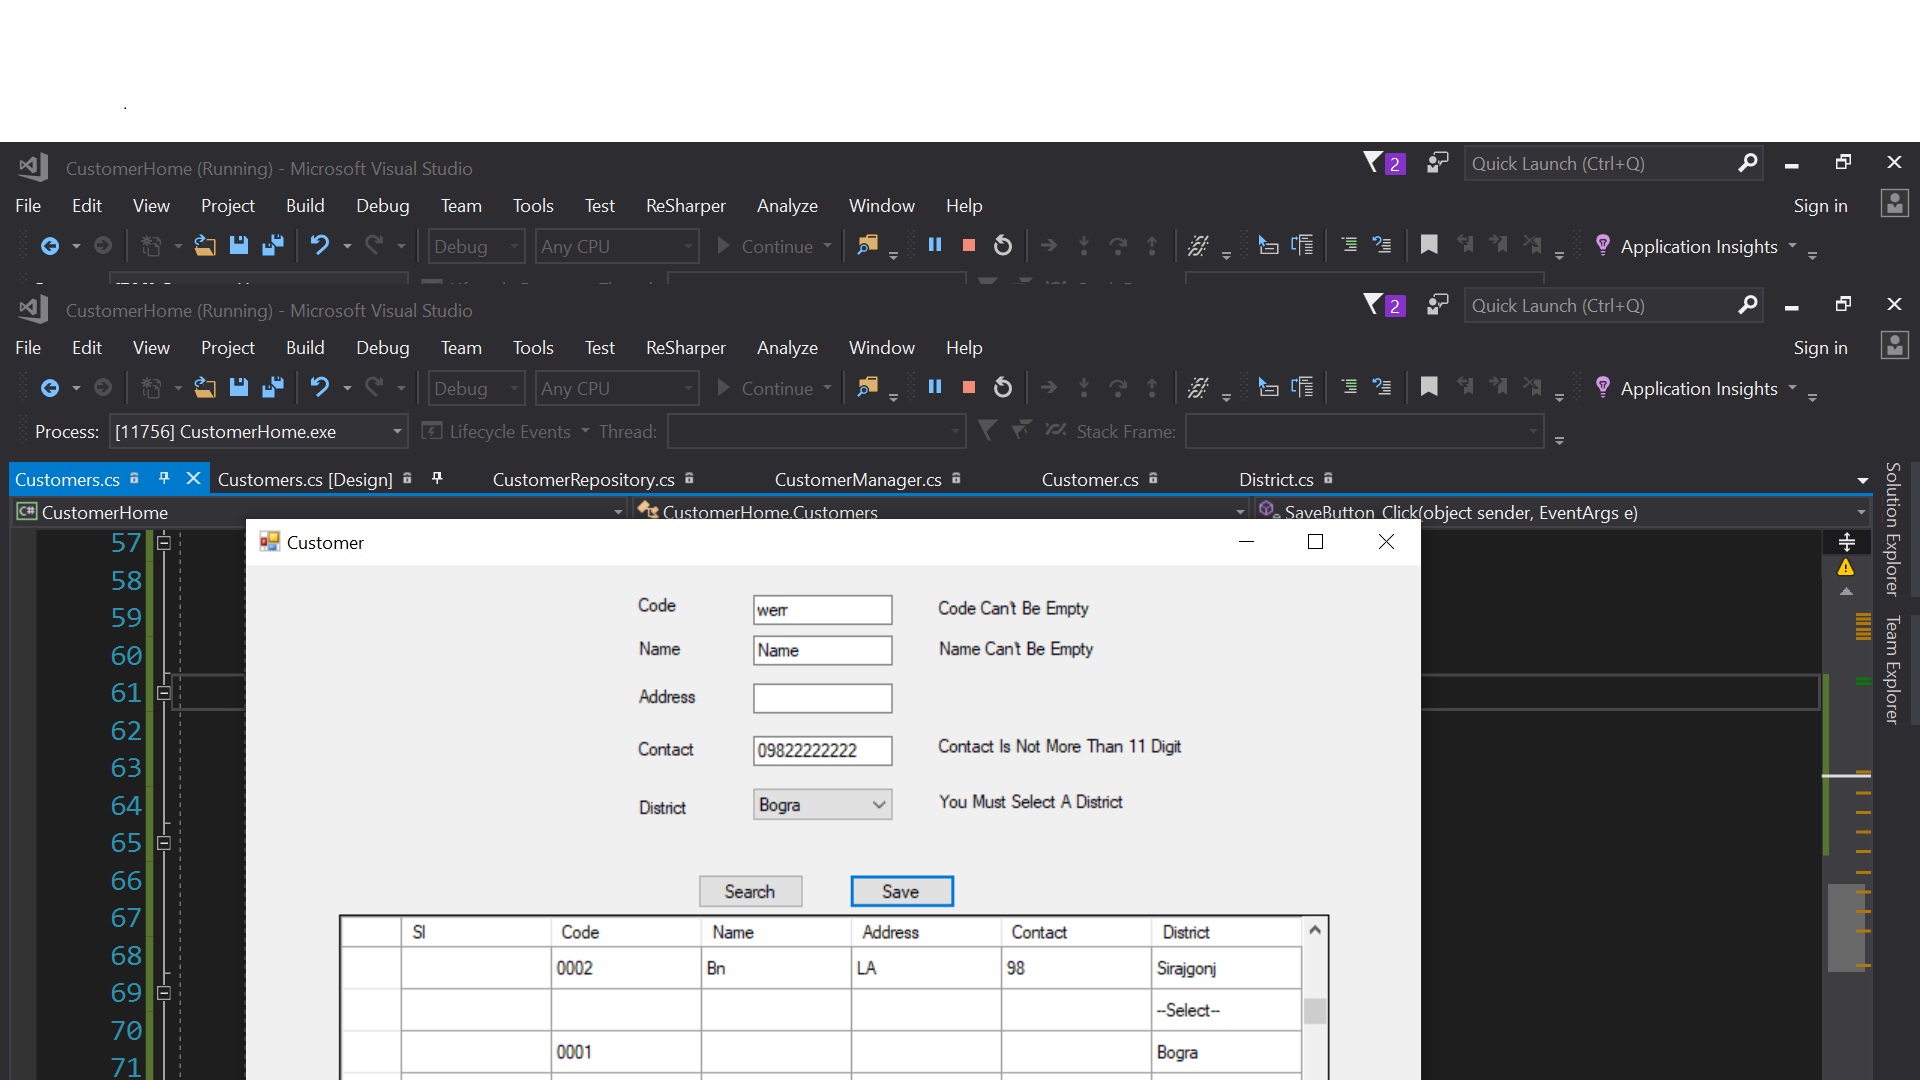 .
CustomerHome (Running) - Microsoft Visual Studio 2 Quick Launch (Ctrl+Q)
File Edit View Project Build Debug Team Tools Test ReSharper Analyze Window Help Sign in
Debug Any CPU Continue Application Insights
CustomerHome (Running) - Microsoft Visual Studio 2 Quick Launch (Ctrl+Q)
File Edit View Project Build Debug Team Tools Test ReSharper Analyze Window Help Sign in
Debug Any CPU Continue Application Insights
Process: [11756] CustomerHome.exe Lifecycle Events Thread: Stack Frame:
Customers.cs Customers.cs [Design] CustomerRepository.cs CustomerManager.cs Customer.cs District.cs
C# CustomerHome CustomerHome.Customers SaveButton_Click(object sender, EventArgs e)
Solution Explorer
Team Explorer
57
58
59
60
61
62
63
64
65
66
67
68
69
70
71
Customer
Code werr Code Can't Be Empty
Name Name Name Can't Be Empty
Address
Contact 09822222222 Contact Is Not More Than 11 Digit
District Bogra You Must Select A District
Search Save
Sl Code Name Address Contact District
0002 Bn LA 98 Sirajgonj
--Select--
0001 Bogra